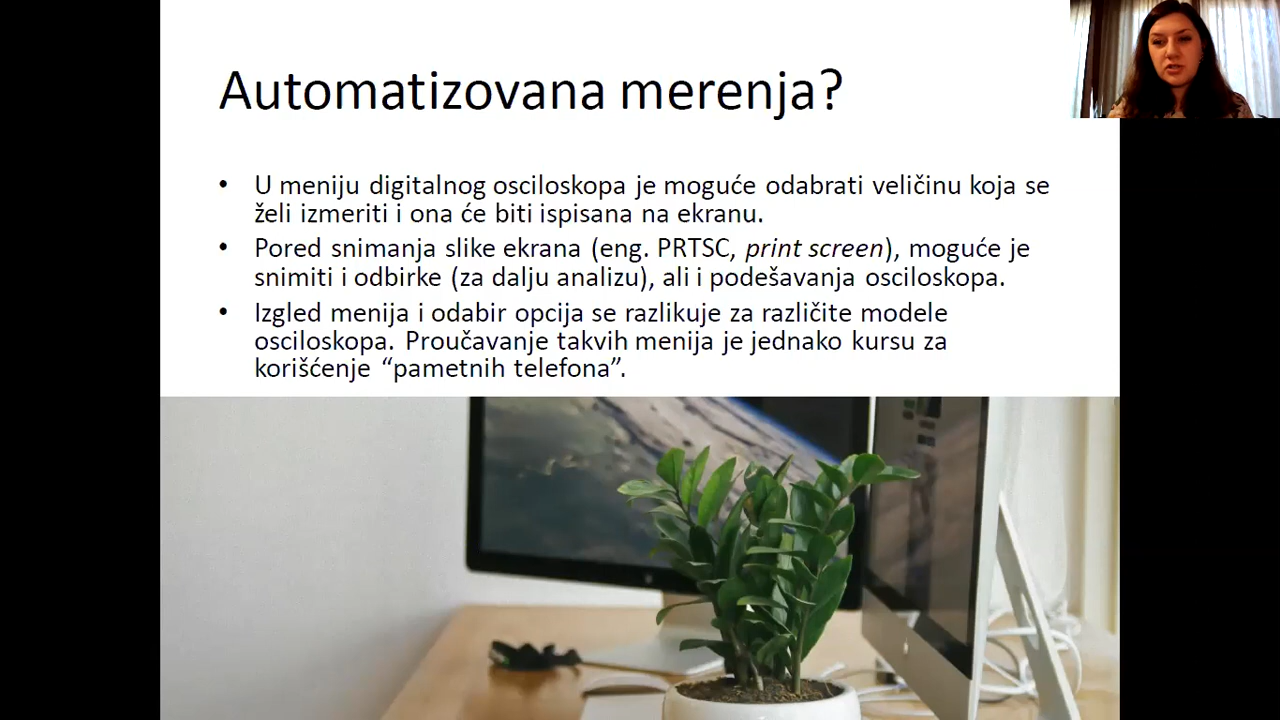 Automatizovana merenja?
• U meniju digitalnog osciloskopa je moguće odabrati veličinu koja se
želi izmeriti i ona će biti ispisana na ekranu.
• Pored snimanja slike ekrana (eng. PRTSC, print screen), moguće je
snimiti i odbirke (za dalju analizu), ali i podešavanja osciloskopa.
• Izgled menija i odabir opcija se razlikuje za različite modele
osciloskopa. Proučavanje takvih menija je jednako kursu za
korišćenje “pametnih telefona”.